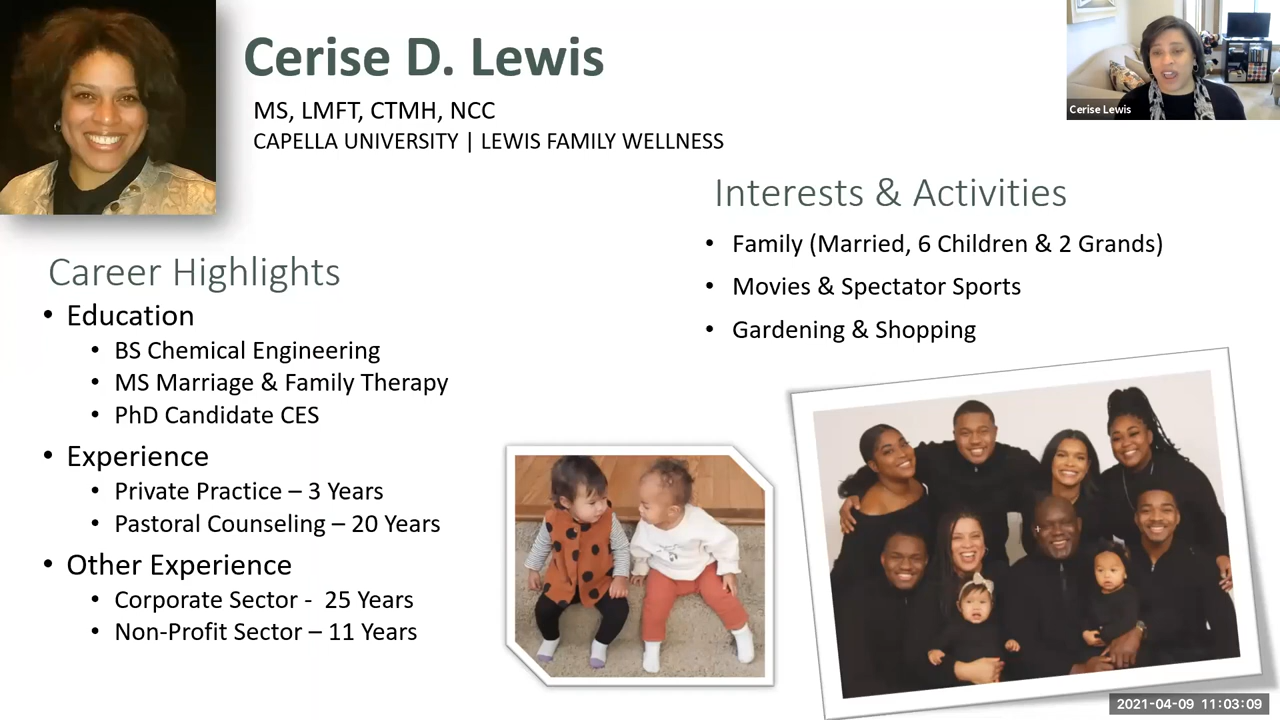 Cerise D. Lewis
MS, LMFT, CTMH, NCC
CAPELLA UNIVERSITY | LEWIS FAMILY WELLNESS
Cerise Lewis
Career Highlights
• Education
• BS Chemical Engineering
• MS Marriage & Family Therapy
• PhD Candidate CES
• Experience
• Private Practice – 3 Years
• Pastoral Counseling – 20 Years
• Other Experience
• Corporate Sector - 25 Years
• Non-Profit Sector – 11 Years
Interests & Activities
• Family (Married, 6 Children & 2 Grands)
• Movies & Spectator Sports
• Gardening & Shopping
2021-04-09 11:03:09